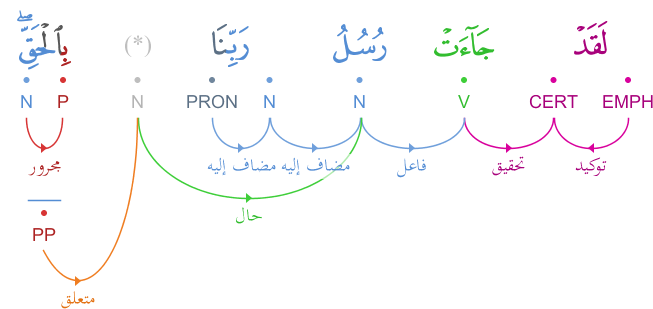 لَقَدْ جَآءَتْ رُسُلُ رَبِّنَا (*) بِٱلْحَقِّ ۖ
EMPH CERT V N N PRON N P N
توكيد تحقيق فاعل مضاف إليه مضاف إليه مجرور
حال
PP
متعلق